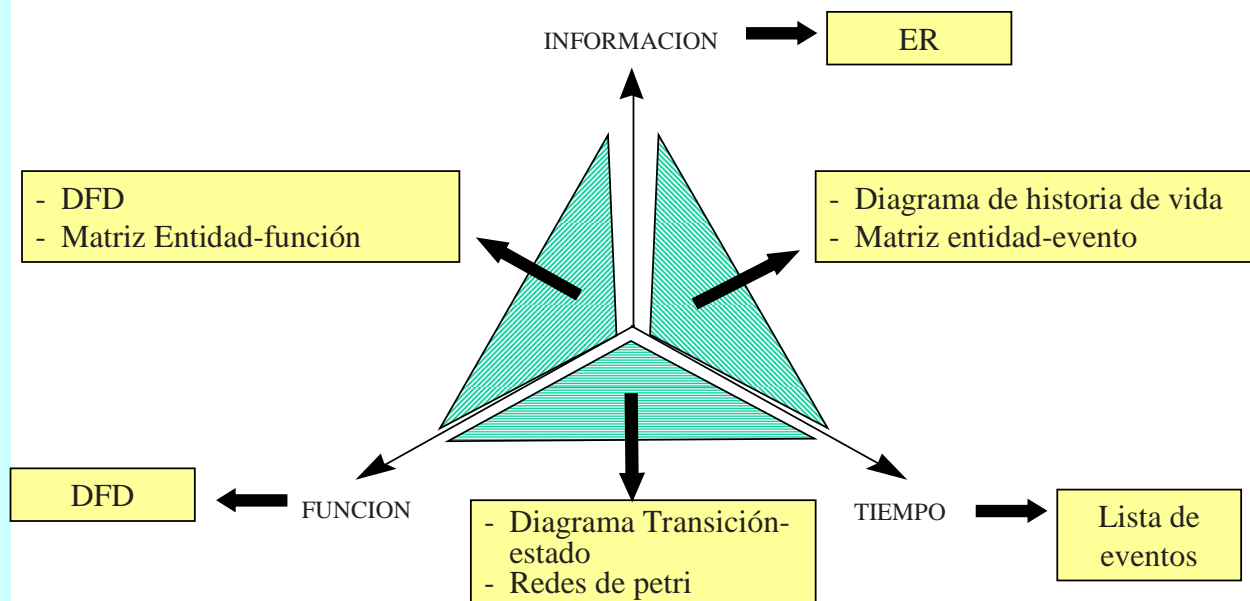 INFORMACION
ER
- DFD
- Matriz Entidad-función
- Diagrama de historia de vida
- Matriz entidad-evento
DFD
FUNCION
- Diagrama Transición-
estado
- Redes de petri
TIEMPO
Lista de
eventos